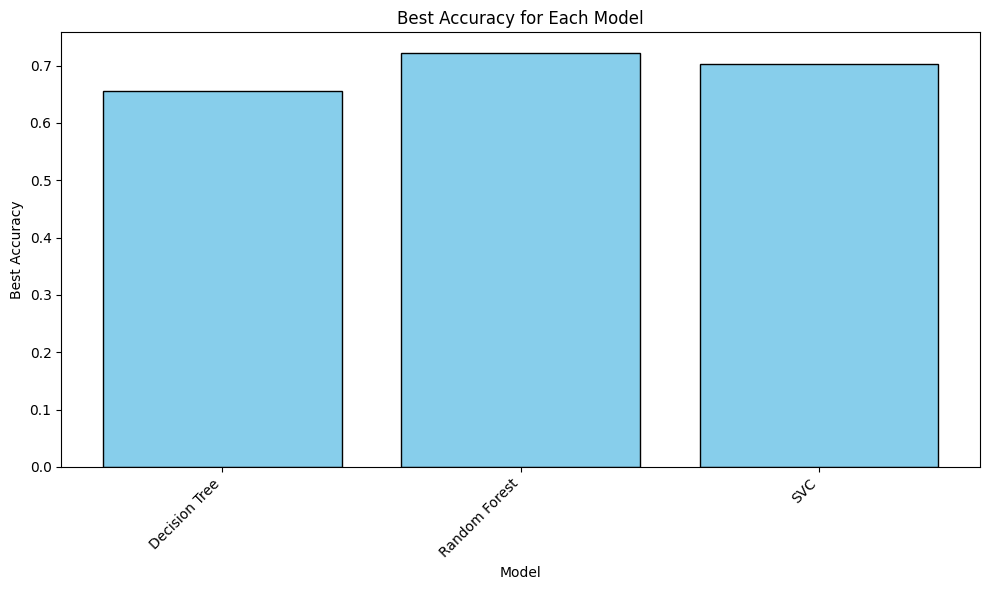 Best Accuracy for Each Model
Best Accuracy
0.7
0.6
0.5
0.4
0.3
0.2
0.1
0.0
Decision Tree
Random Forest
SVC
Model